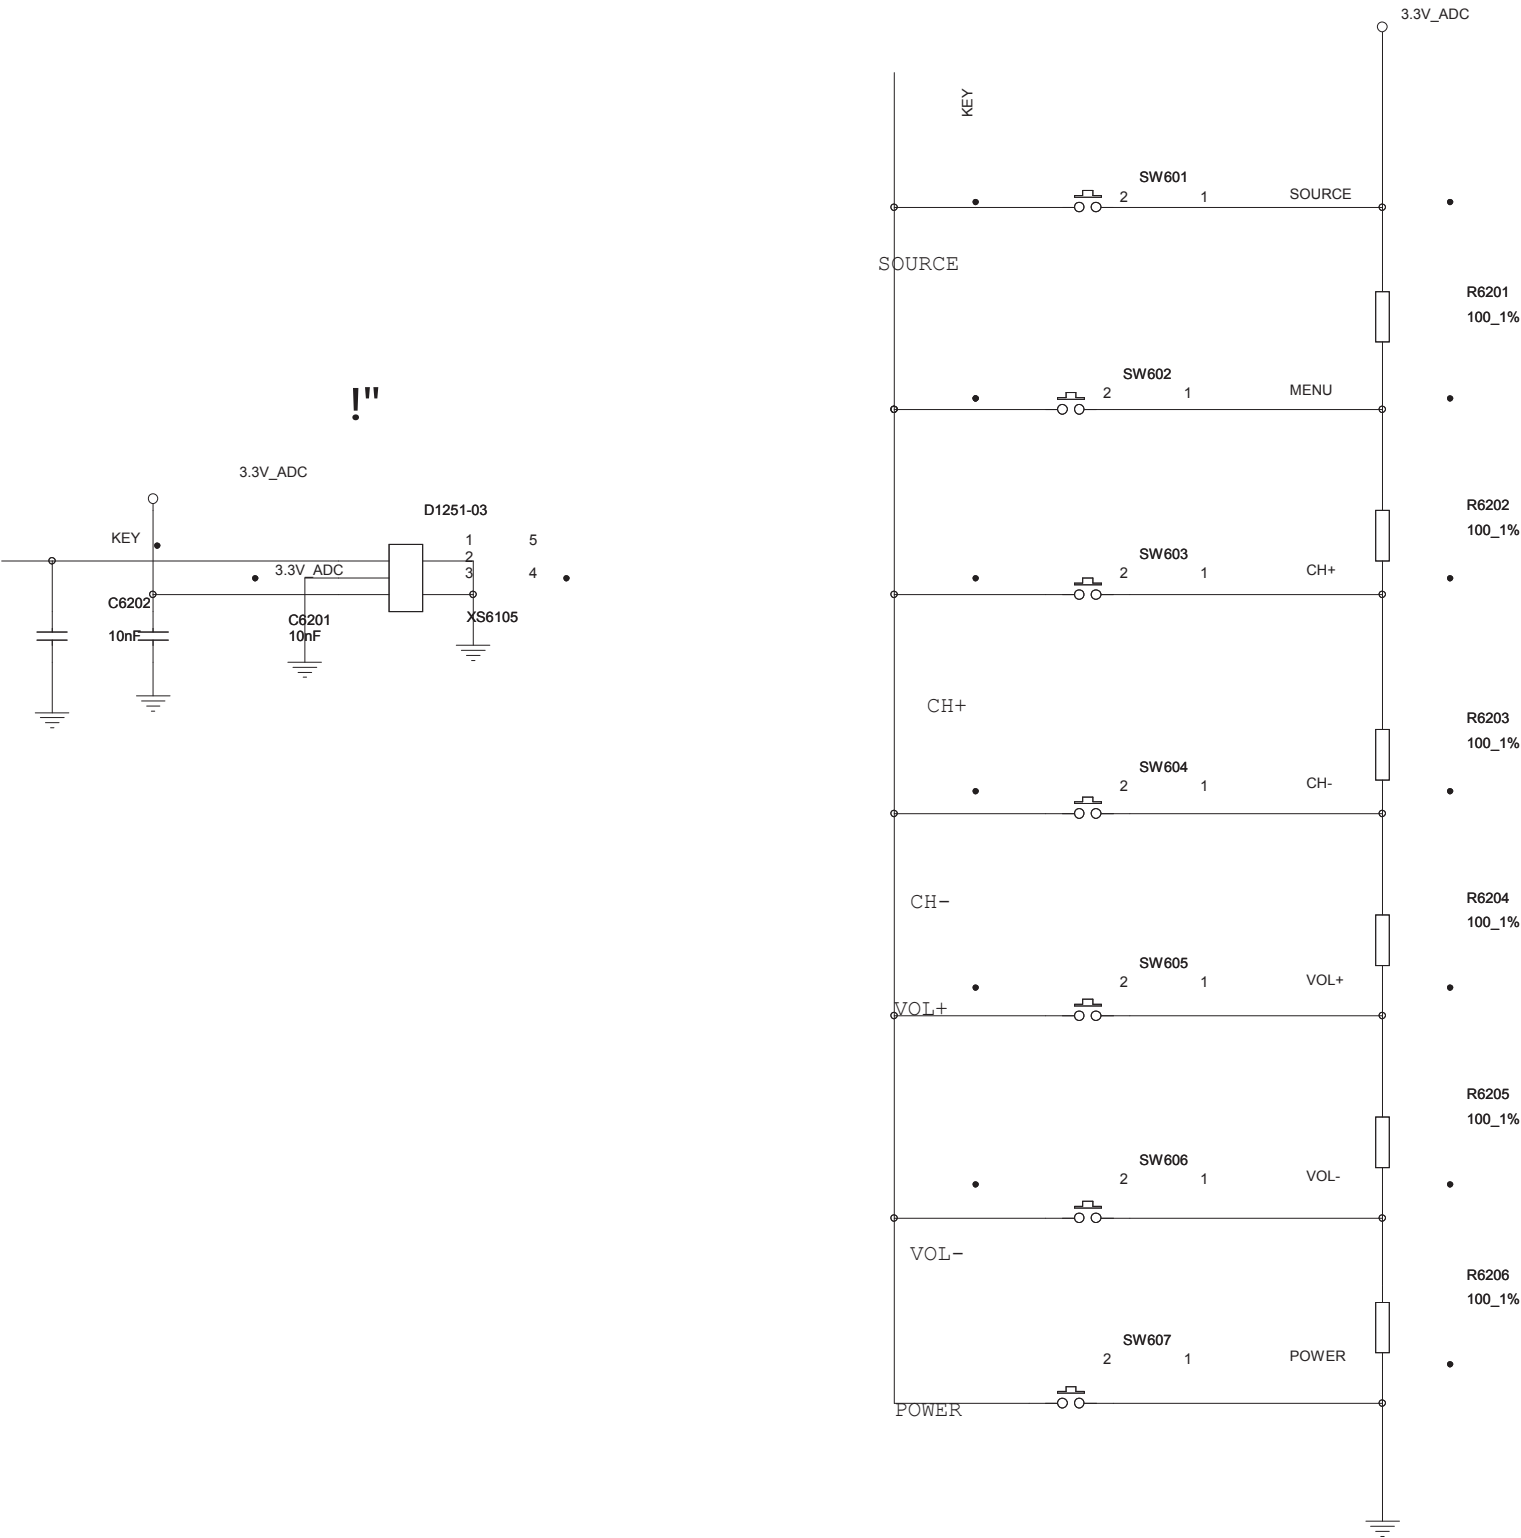 3.3V_ADC
KEY
SW601
2 1 SOURCE
SOURCE
R6201
100_1%
SW602
2 1 MENU
!"
3.3V_ADC
D1251-03
KEY
1 5
2
3.3V_ADC
3 4
C6202
10nF
C6201
10nF
XS6105
R6202
100_1%
SW603
2 1 CH+
CH+
R6203
100_1%
SW604
2 1 CH-
CH-
R6204
100_1%
SW605
2 1 VOL+
VOL+
R6205
100_1%
SW606
2 1 VOL-
VOL-
R6206
100_1%
SW607
2 1 POWER
POWER